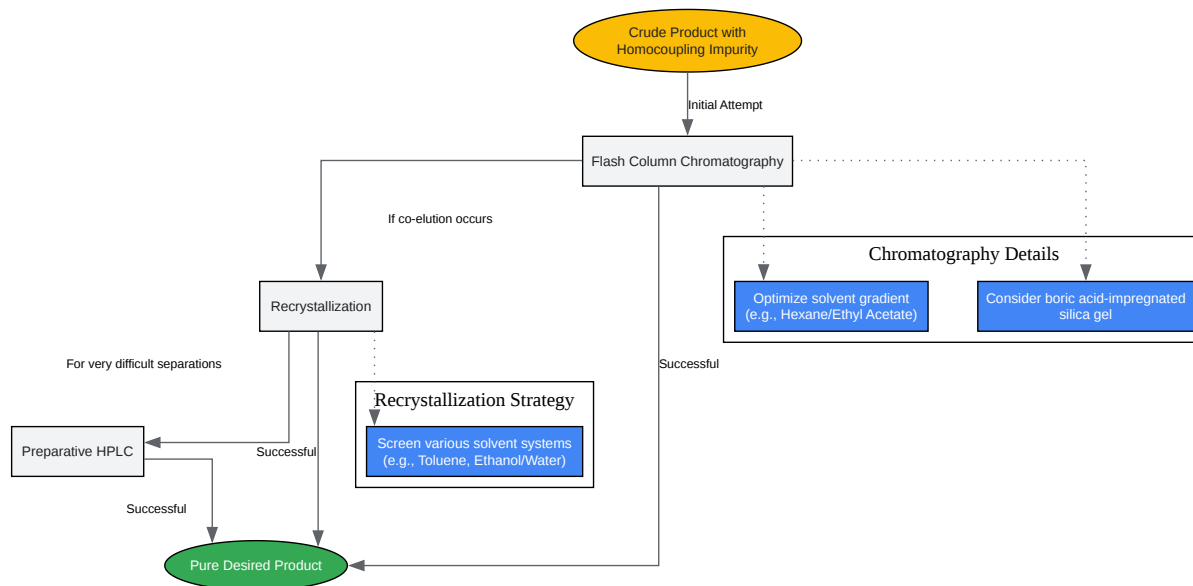 Crude Product with
Homocoupling Impurity
Initial Attempt
Flash Column Chromatography
If co-elution occurs
Chromatography Details
Optimize solvent gradient
(e.g., Hexane/Ethyl Acetate)
Consider boric acid-impregnated
silica gel
Recrystallization
For very difficult separations
Successful
Recrystallization Strategy
Screen various solvent systems
(e.g., Toluene, Ethanol/Water)
Preparative HPLC
Successful
Successful
Pure Desired Product